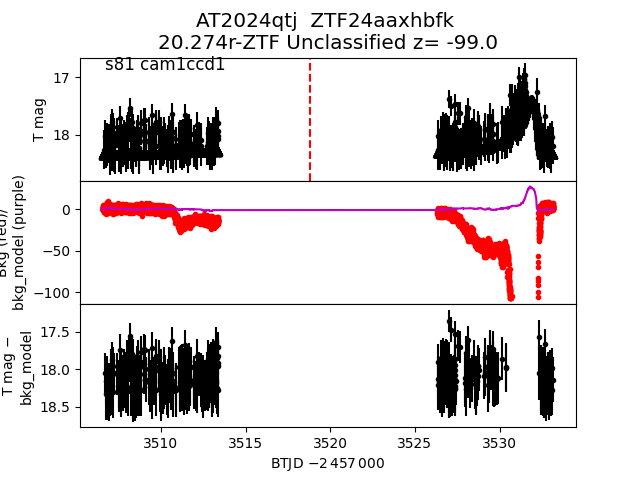 AT2024qtj  ZTF24aaxhbfk
20.274r-ZTF Unclassified z= -99.0
s81 cam1ccd1
T mag
17
18
Bkg (red)/
bkg_model (purple)
0
−50
−100
T mag −
bkg_model
17.5
18.0
18.5
3510
3515
3520
3525
3530
BTJD −2 457 000